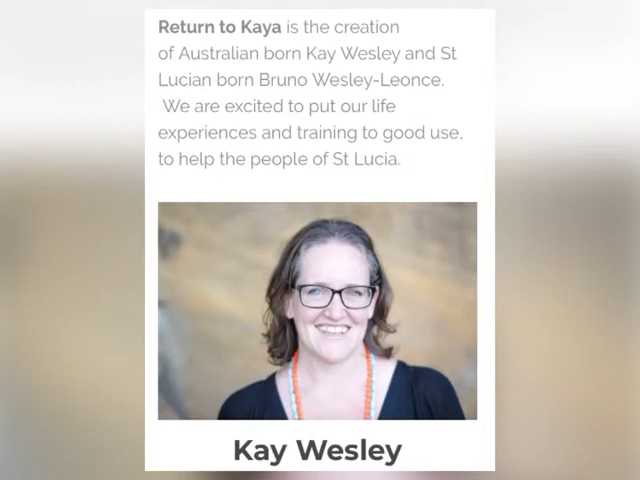 Return to Kaya is the creation
of Australian born Kay Wesley and St
Lucian born Bruno Wesley-Leonce.
We are excited to put our life
experiences and training to good use,
to help the people of St Lucia.
Kay Wesley